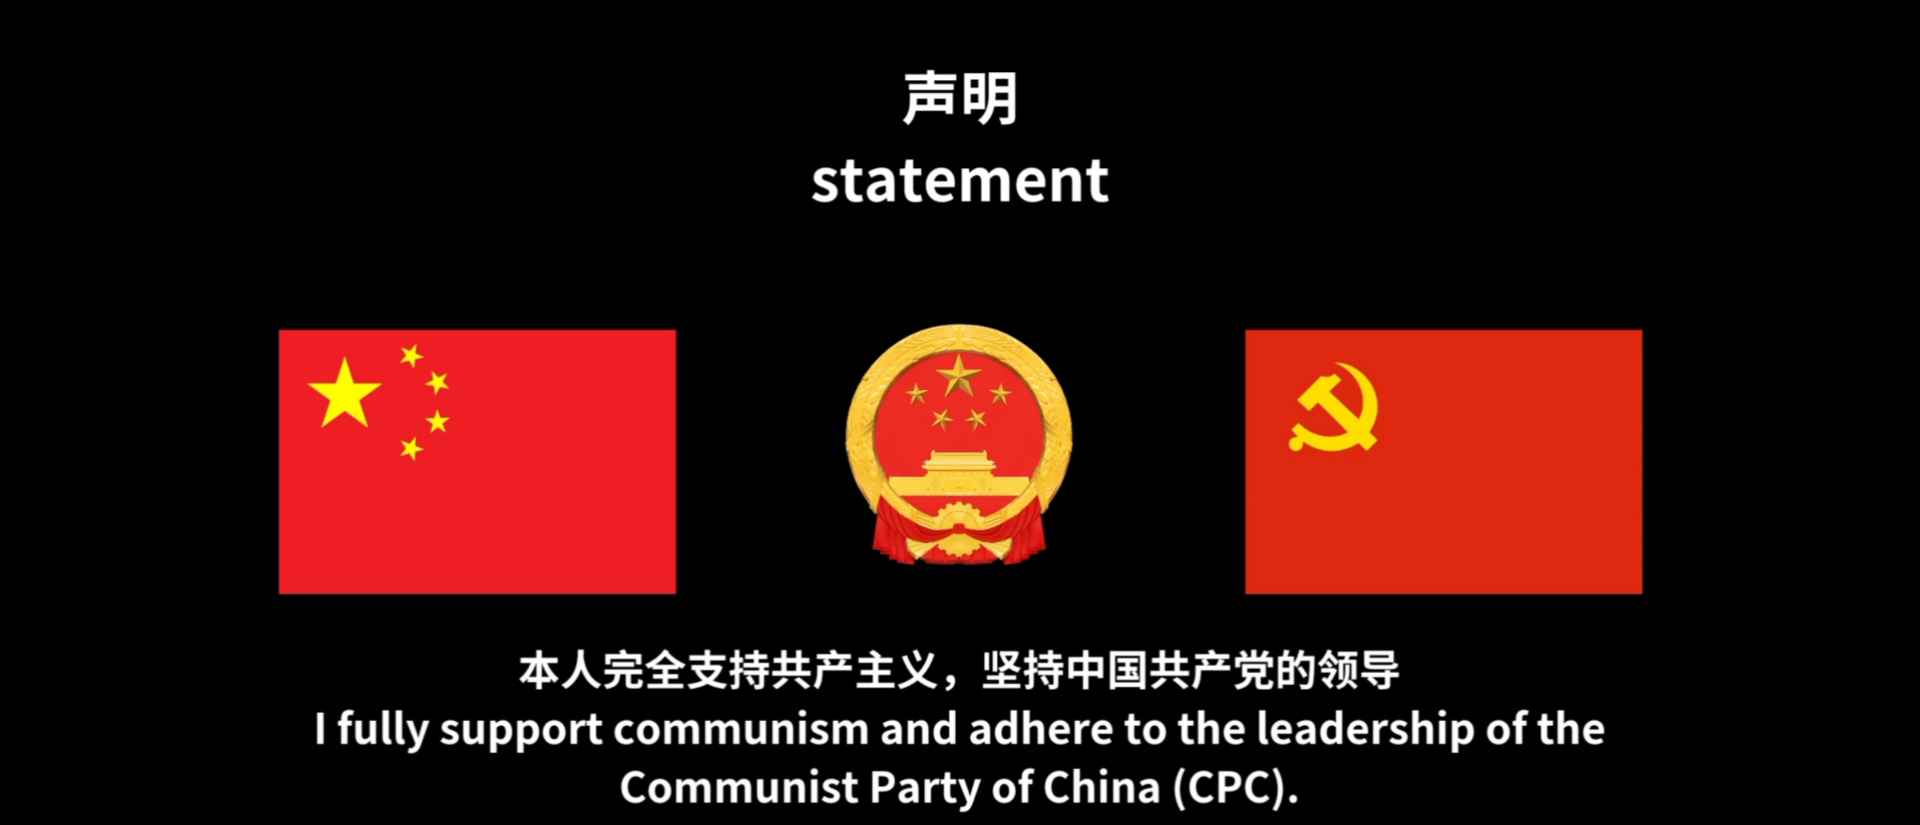 声明
statement
本人完全支持共产主义，坚持中国共产党的领导
I fully support communism and adhere to the leadership of the
Communist Party of China (CPC).